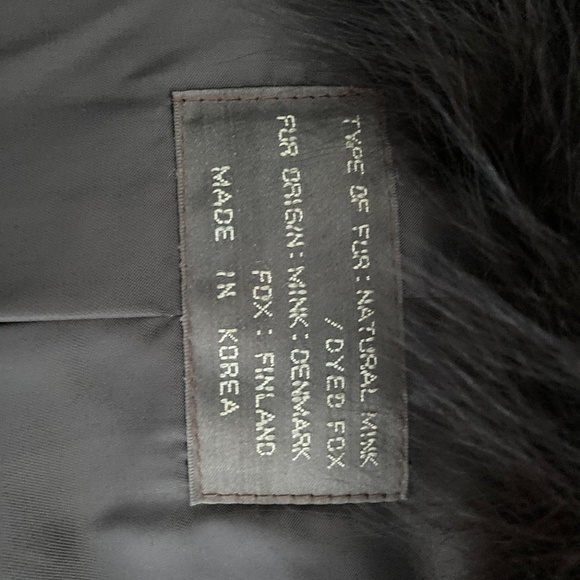 TYPE OF FUR: NATURAL MINK
/ DYED FOX
FUR ORIGIN: MINK: DENMARK
FOX: FINLAND
MADE IN KOREA